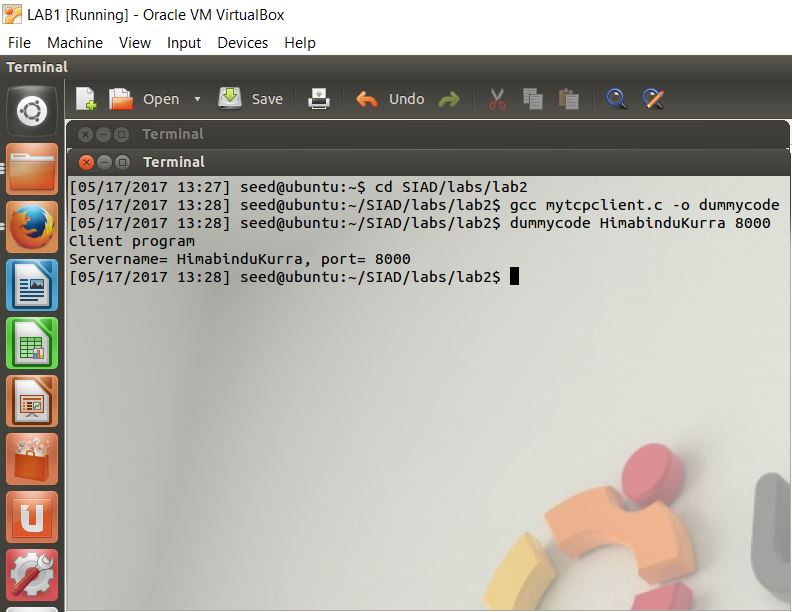 LAB1 [Running] - Oracle VM VirtualBox
File Machine View Input Devices Help
Terminal
Open Save Undo
Terminal
Terminal
[05/17/2017 13:27] seed@ubuntu:~$ cd SIAD/labs/lab2
[05/17/2017 13:28] seed@ubuntu:~/SIAD/labs/lab2$ gcc mytcpclient.c -o dummycode
[05/17/2017 13:28] seed@ubuntu:~/SIAD/labs/lab2$ dummycode HimabinduKurra 8000
Client program
Servername= HimabinduKurra, port= 8000
[05/17/2017 13:28] seed@ubuntu:~/SIAD/labs/lab2$